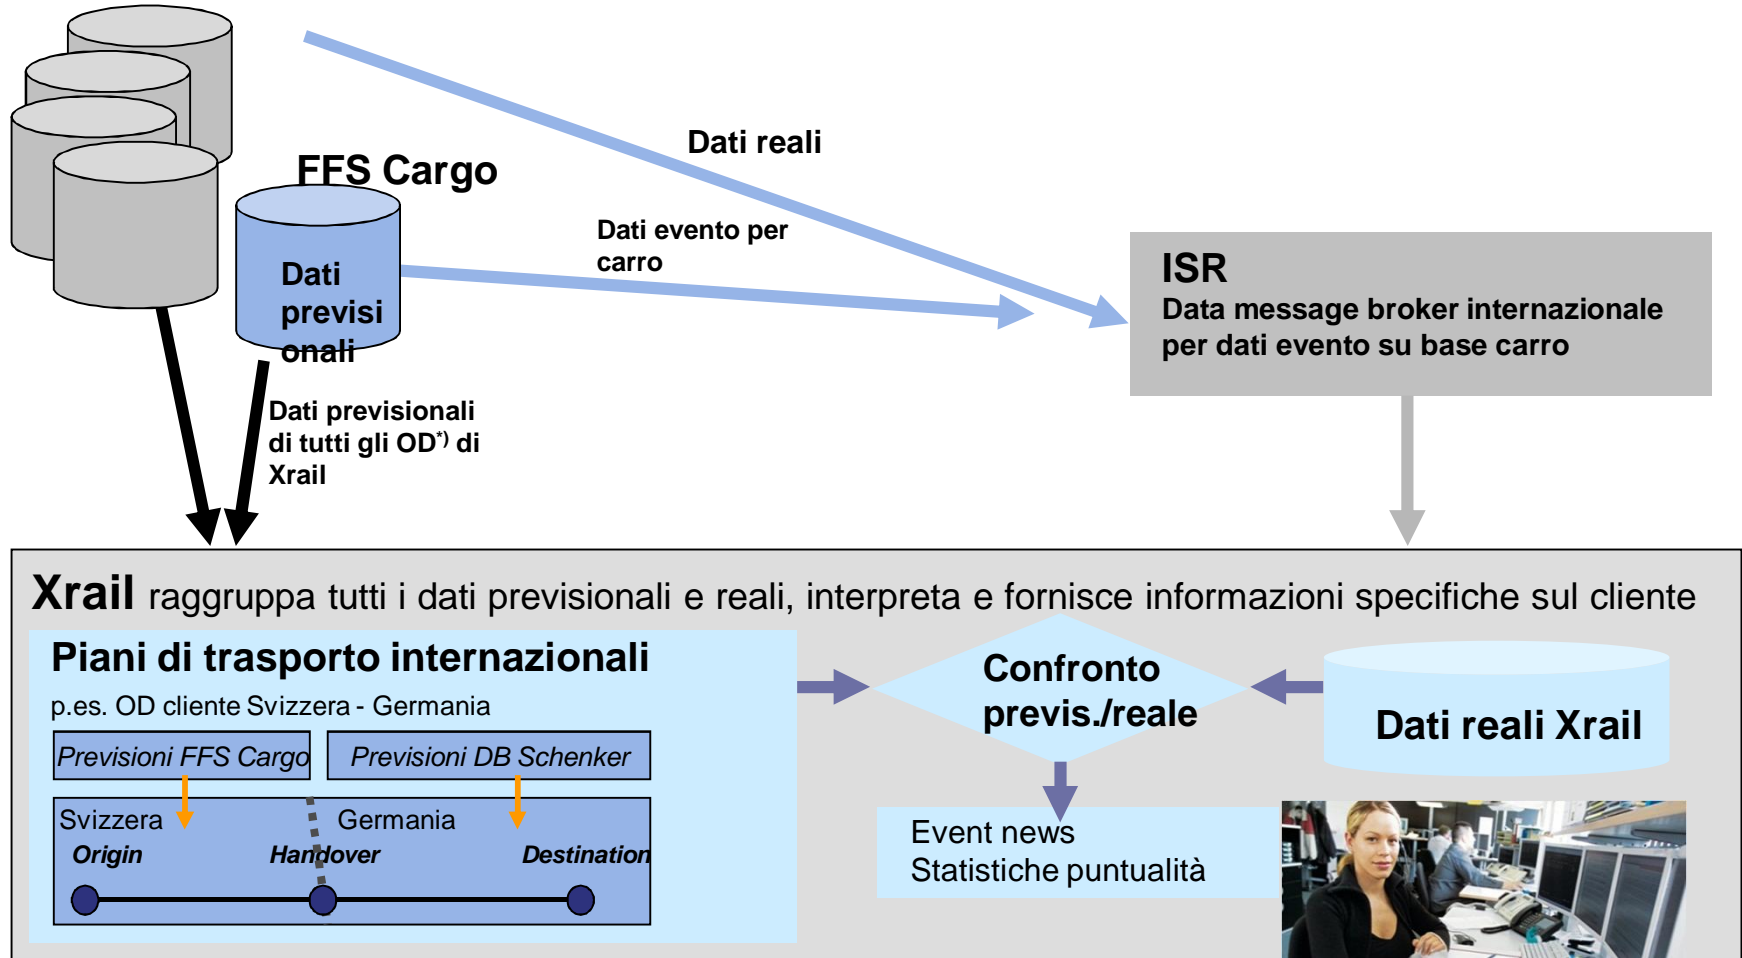 Dati reali
FFS Cargo
Dati evento per
carro
Dati
previsi
onali
ISR
Data message broker internazionale
per dati evento su base carro
Dati previsionali
di tutti gli OD*) di
Xrail
Xrail raggruppa tutti i dati previsionali e reali, interpreta e fornisce informazioni specifiche sul cliente
Piani di trasporto internazionali
p.es. OD cliente Svizzera - Germania
Previsioni FFS Cargo
Previsioni DB Schenker
Svizzera
Germania
Origin
Handover
Destination
Confronto
previs./reale
Dati reali Xrail
Event news
Statistiche puntualità